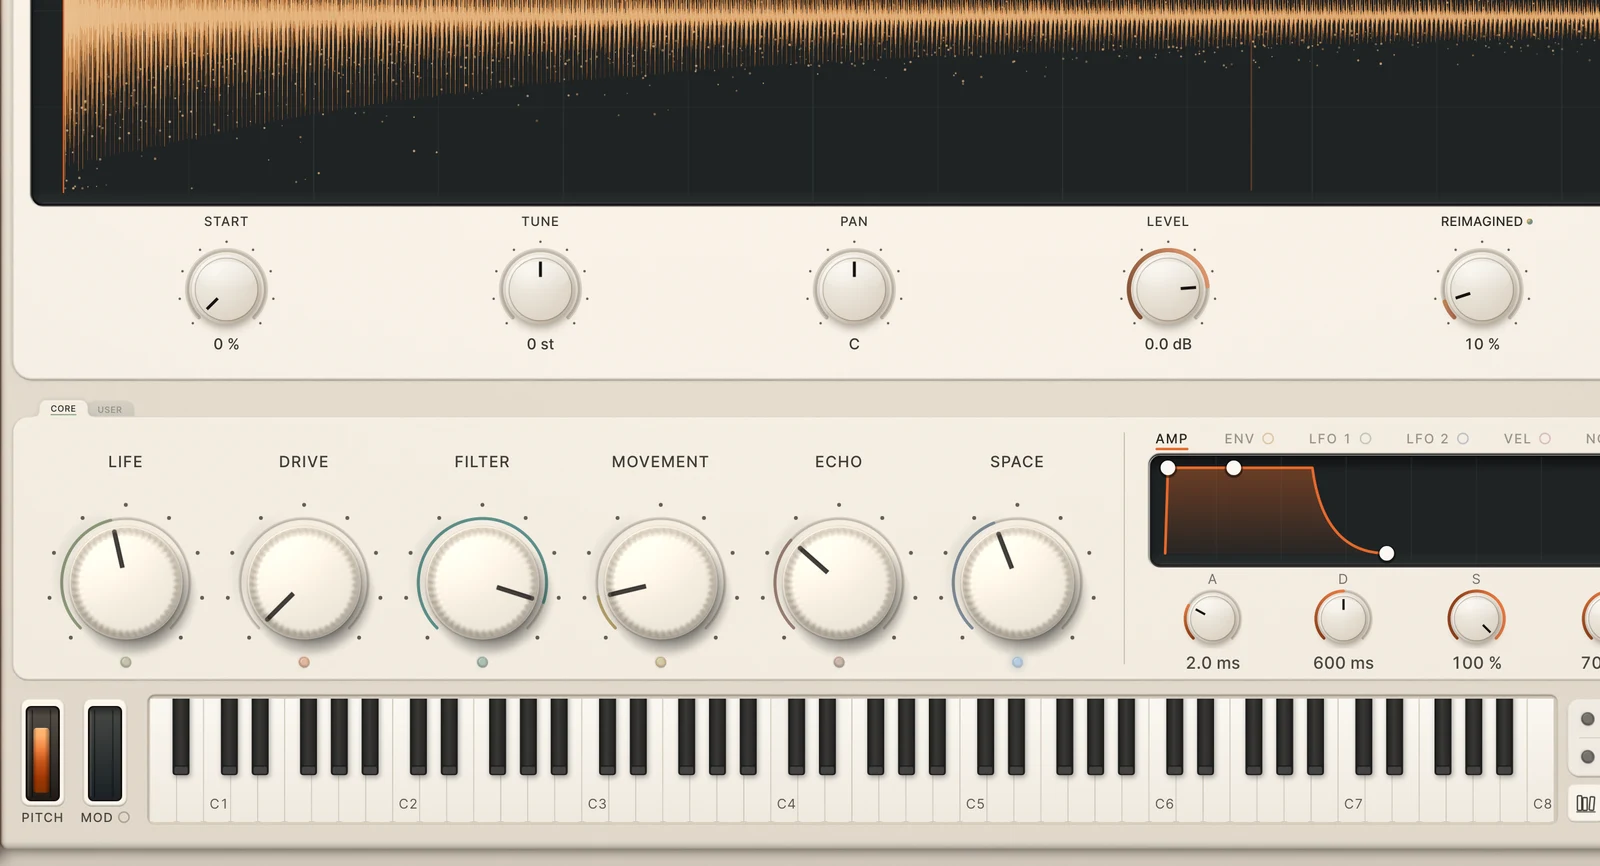 START TUNE PAN LEVEL REIMAGINED
0 % 0 st C 0.0 dB 10 %
CORE USER
AMP ENV LFO 1 LFO 2 VEL
LIFE DRIVE FILTER MOVEMENT ECHO SPACE
A D S
2.0 ms 600 ms 100 % 70
C1 C2 C3 C4 C5 C6 C7 C8
PITCH MOD